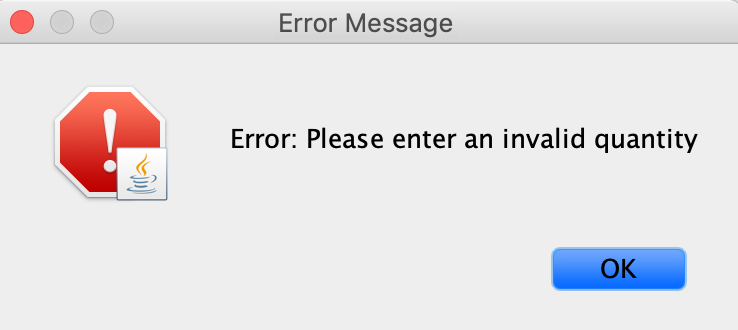 Error Message
Error: Please enter an invalid quantity
OK